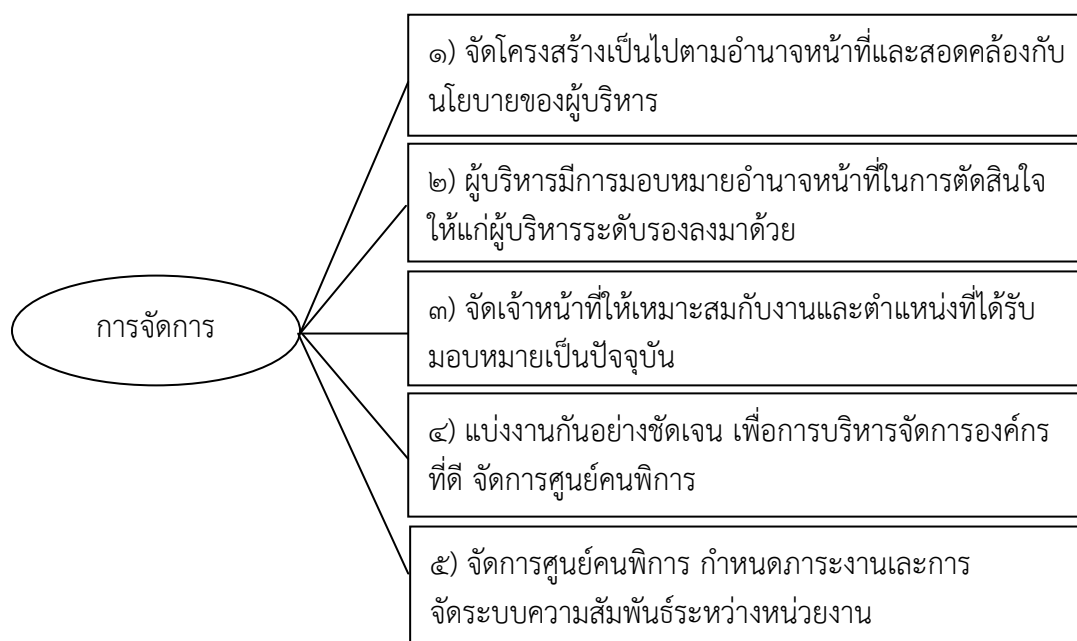 ๑) จัดโครงสร้างเป็นไปตามอำนาจหน้าที่และสอดคล้องกับ
นโยบายของผู้บริหาร
๒) ผู้บริหารมีการมอบหมายอำนาจหน้าที่ในการตัดสินใจ
ให้แก่ผู้บริหารระดับรองลงมาด้วย
การจัดการ
๓) จัดเจ้าหน้าที่ให้เหมาะสมกับงานและตำแหน่งที่ได้รับ
มอบหมายเป็นปัจจุบัน
๔) แบ่งงานกันอย่างชัดเจน เพื่อการบริหารจัดการองค์กร
ที่ดี จัดการศูนย์คนพิการ
๕) จัดการศูนย์คนพิการ กำหนดภาระงานเละการ
จัดระบบความสัมพันธ์ระหว่างหน่วยงาน